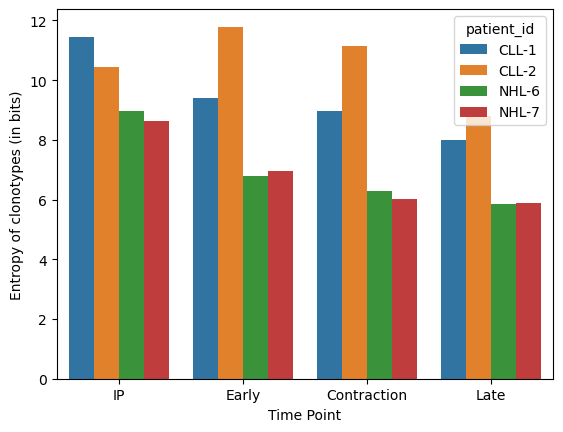 12
10
8
6
4
2
0
Entropy of clonotypes (in bits)
patient_id
CLL-1
CLL-2
NHL-6
NHL-7
IP Early Contraction Late
Time Point